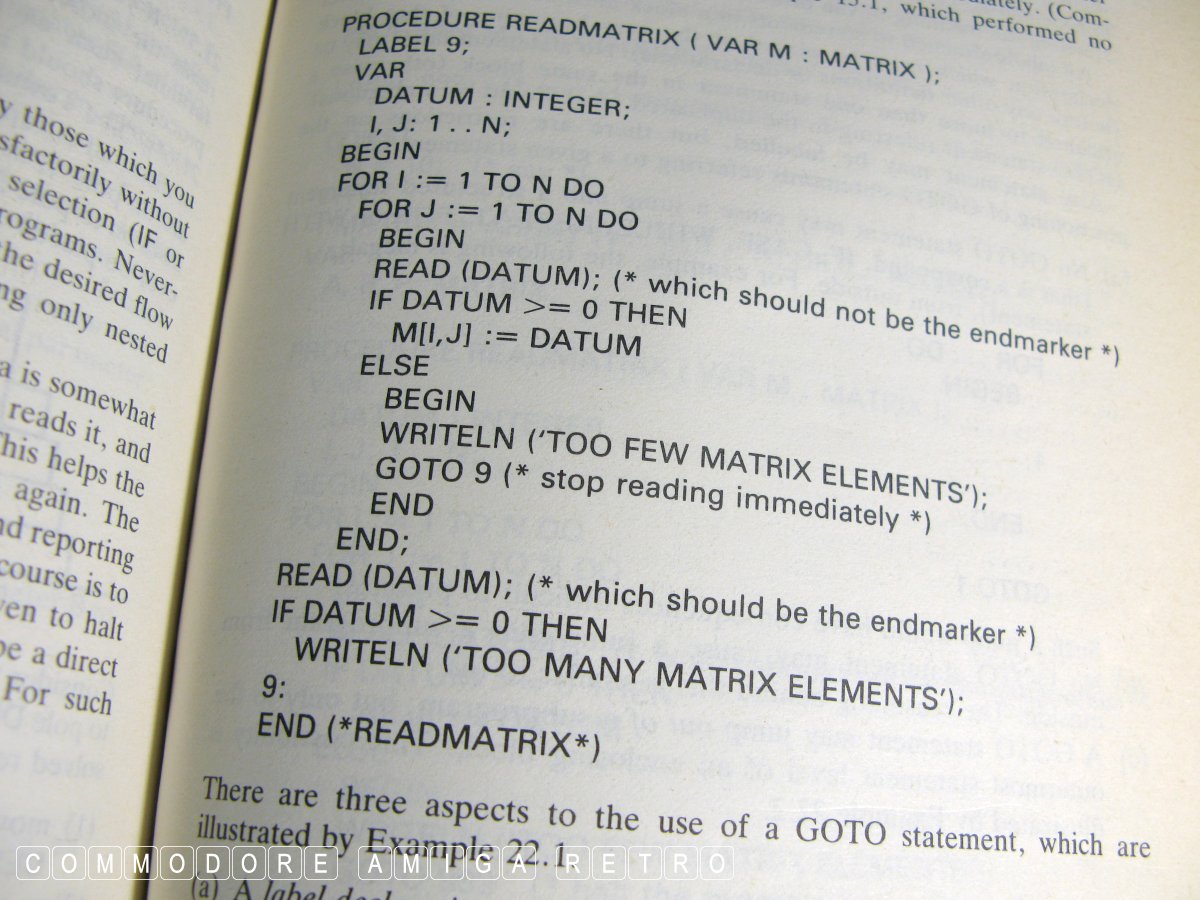 ately. (Com-
15.1, which performed no
PROCEDURE READMATRIX ( VAR M : MATRIX );
LABEL 9;
VAR
DATUM : INTEGER;
I, J: 1 . . N;
BEGIN
FOR I := 1 TO N DO
FOR J := 1 TO N DO
BEGIN
READ (DATUM); (* which should not be the endmarker *)
IF DATUM >= 0 THEN
M[I,J] := DATUM
ELSE
BEGIN
WRITELN ('TOO FEW MATRIX ELEMENTS');
GOTO 9 (* stop reading immediately *)
END
END;
READ (DATUM); (* which should be the endmarker *)
IF DATUM >= 0 THEN
WRITELN ('TOO MANY MATRIX ELEMENTS');
9:
END (*READMATRIX*)
There are three aspects to the use of a GOTO statement, which are
illustrated by Example 22.1.
(a) A label
y those which you
sfactorily without
selection (IF or
rograms. Never-
the desired flow
ng only nested
a is somewhat
reads it, and
This helps the
again. The
nd reporting
course is to
ven to halt
be a direct
For such
COMMODORE AMIGA RETRO